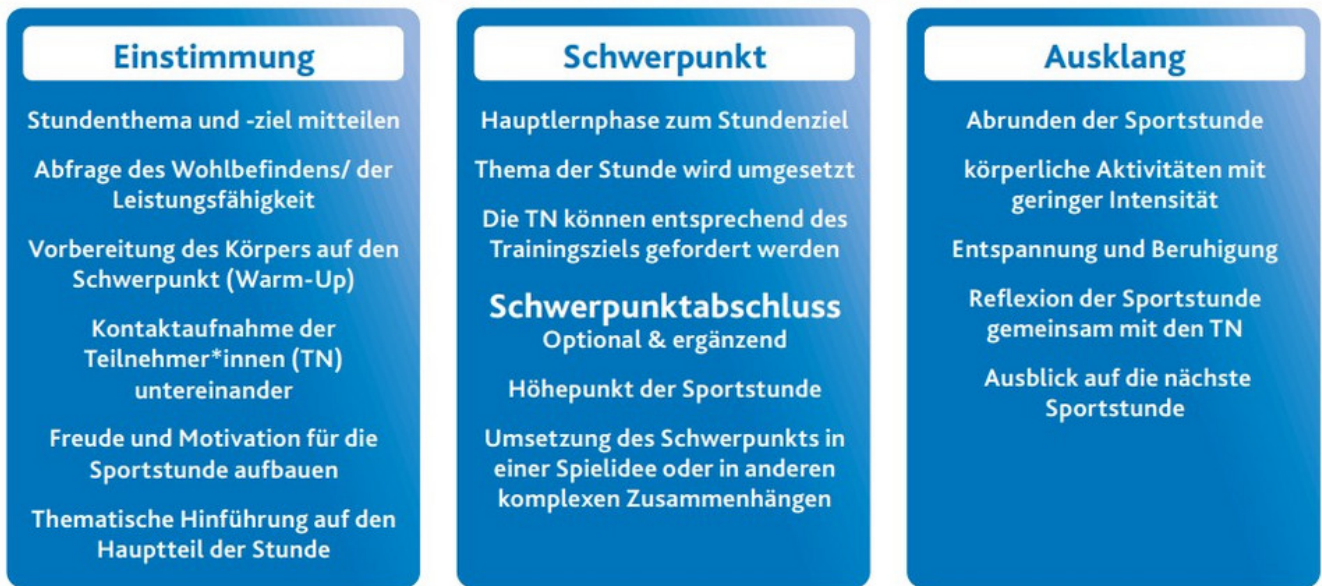 Einstimmung
Stundenthema und -ziel mitteilen
Abfrage des Wohlbefindens/ der
Leistungsfähigkeit
Vorbereitung des Körpers auf den
Schwerpunkt (Warm-Up)
Kontaktaufnahme der
Teilnehmer*innen (TN)
untereinander
Freude und Motivation für die
Sportstunde aufbauen
Thematische Hinführung auf den
Hauptteil der Stunde
Schwerpunkt
Hauptlernphase zum Stundenziel
Thema der Stunde wird umgesetzt
Die TN können entsprechend des
Trainingsziels gefordert werden
Schwerpunktabschluss
Optional & ergänzend
Höhepunkt der Sportstunde
Umsetzung des Schwerpunkts in
einer Spielidee oder in anderen
komplexen Zusammenhängen
Ausklang
Abrunden der Sportstunde
körperliche Aktivitäten mit
geringer Intensität
Entspannung und Beruhigung
Reflexion der Sportstunde
gemeinsam mit den TN
Ausblick auf die nächste
Sportstunde